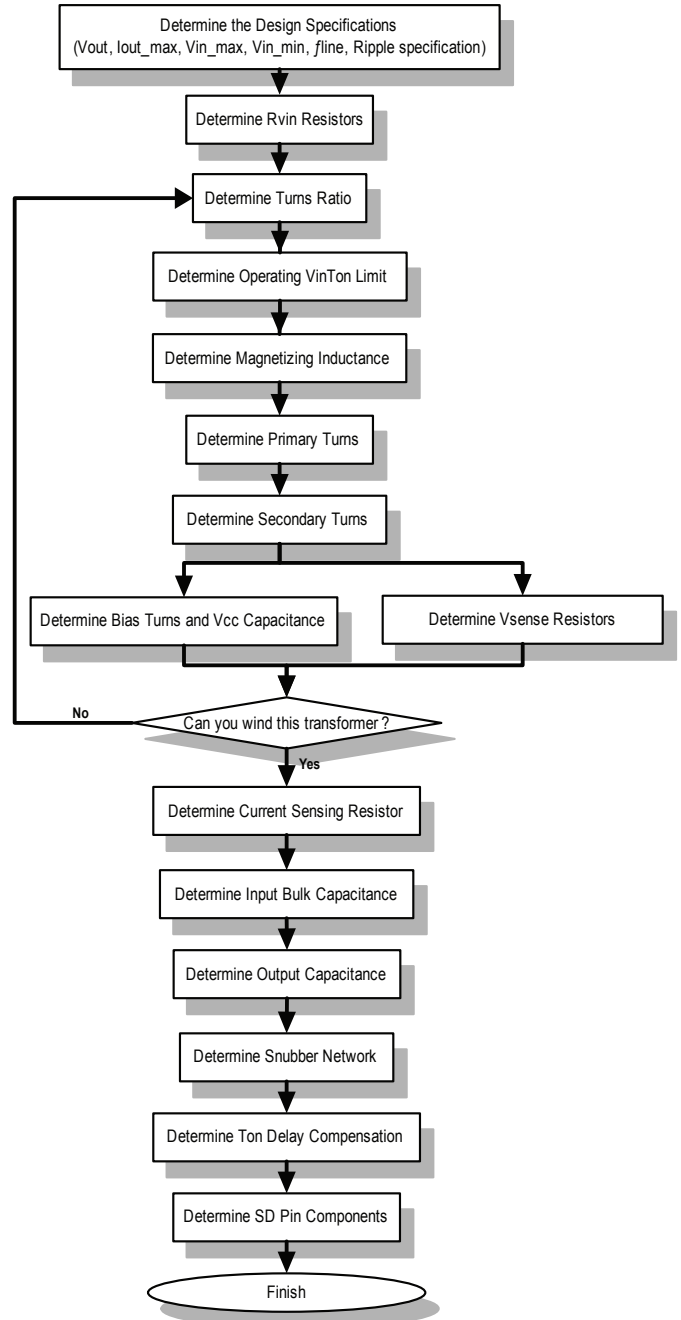 Determine the Design Specifications
(Vout, Iout_max, Vin_max, Vin_min, ƒline, Ripple specification)
Determine Rvin Resistors
Determine Turns Ratio
Determine Operating VinTon Limit
Determine Magnetizing Inductance
Determine Primary Turns
Determine Secondary Turns
Determine Bias Turns and Vcc Capacitance
Determine Vsense Resistors
No
Can you wind this transformer?
Yes
Determine Current Sensing Resistor
Determine Input Bulk Capacitance
Determine Output Capacitance
Determine Snubber Network
Determine Ton Delay Compensation
Determine SD Pin Components
Finish